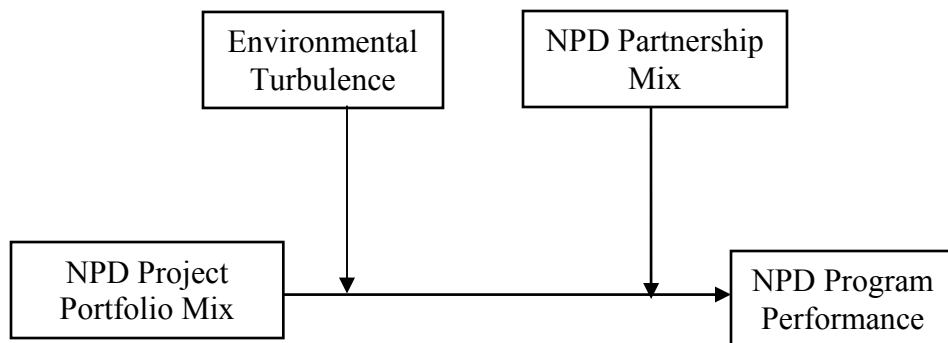 Environmental
Turbulence
NPD Partnership
Mix
NPD Project
Portfolio Mix
NPD Program
Performance